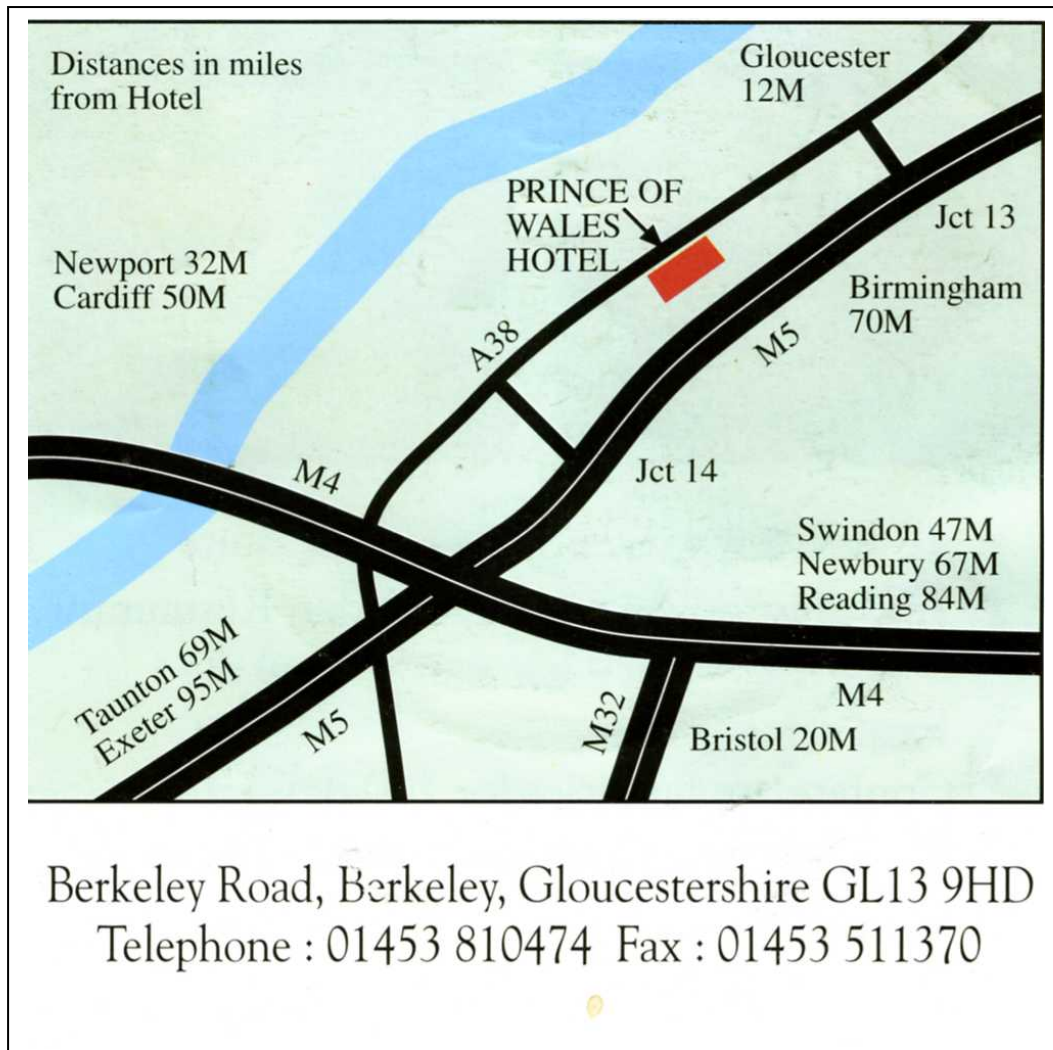 Distances in miles
from Hotel
Gloucester
12M
PRINCE OF
WALES
HOTEL
Jct 13
Newport 32M
Cardiff 50M
Birmingham
70M
A38
M5
M4
Jct 14
Swindon 47M
Newbury 67M
Reading 84M
Taunton 69M
Exeter 95M
M5
M32
M4
Bristol 20M
Berkeley Road, Berkeley, Gloucestershire GL13 9HD
Telephone : 01453 810474 Fax : 01453 511370